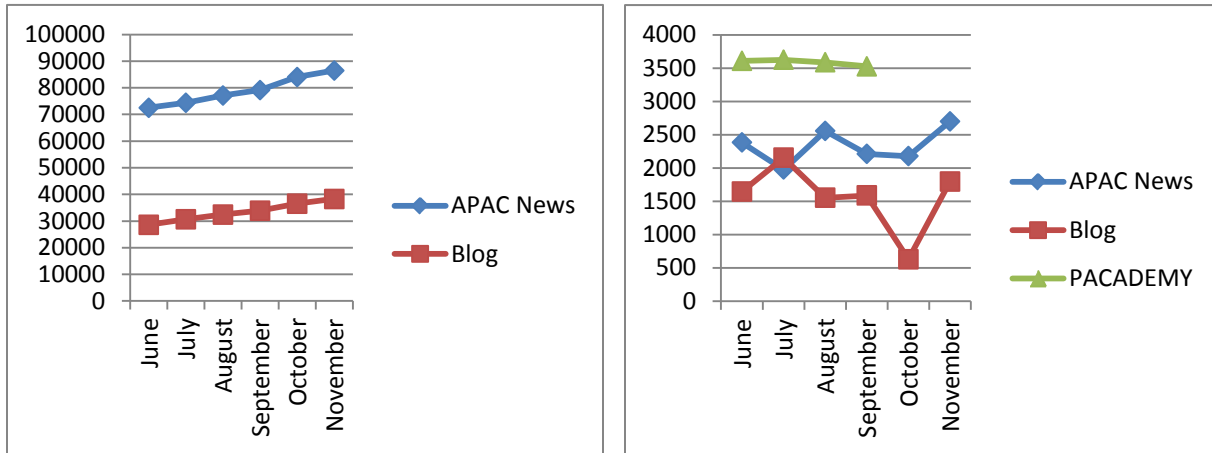 100000
90000
80000
70000
60000
50000
40000
30000
20000
10000
0
June
July
August
September
October
November
APAC News
Blog
4000
3500
3000
2500
2000
1500
1000
500
0
June
July
August
September
October
November
APAC News
Blog
PACADEMY